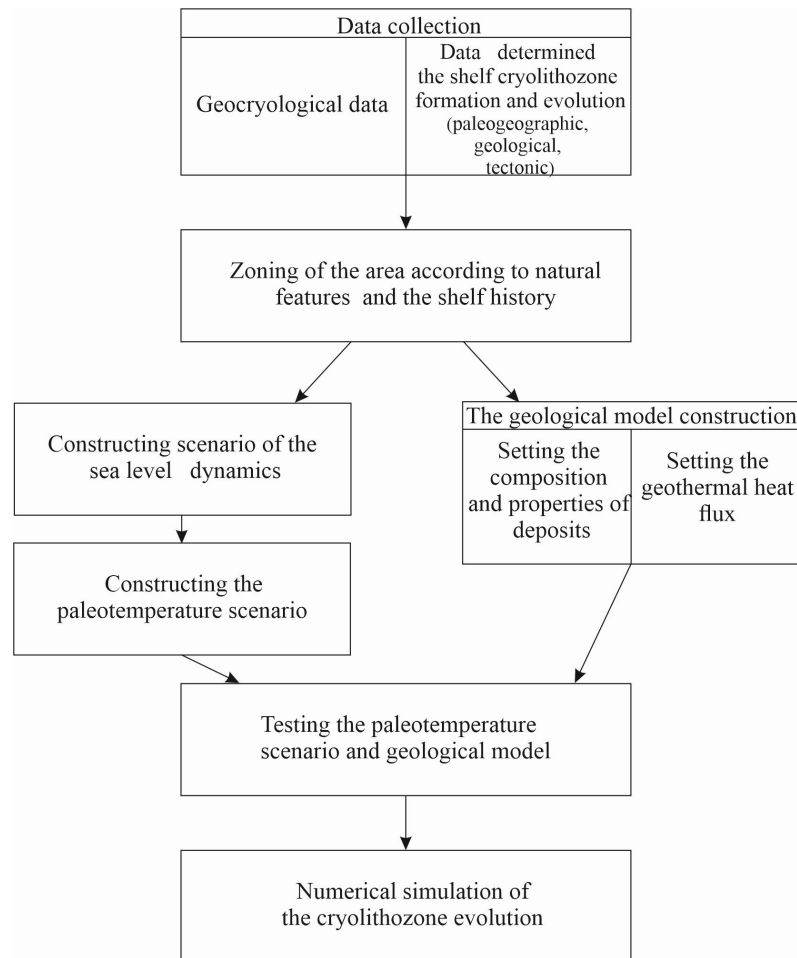 Data collection
Geocryological data
Data determined
the shelf cryolithozone
formation and evolution
(paleogeographic,
geological,
tectonic)
Zoning of the area according to natural
features and the shelf history
Constructing scenario of the
sea level dynamics
Constructing the
paleotemperature scenario
The geological model construction
Setting the
composition
and properties of
deposits
Setting the
geothermal heat
flux
Testing the paleotemperature
scenario and geological model
Numerical simulation of
the cryolithozone evolution